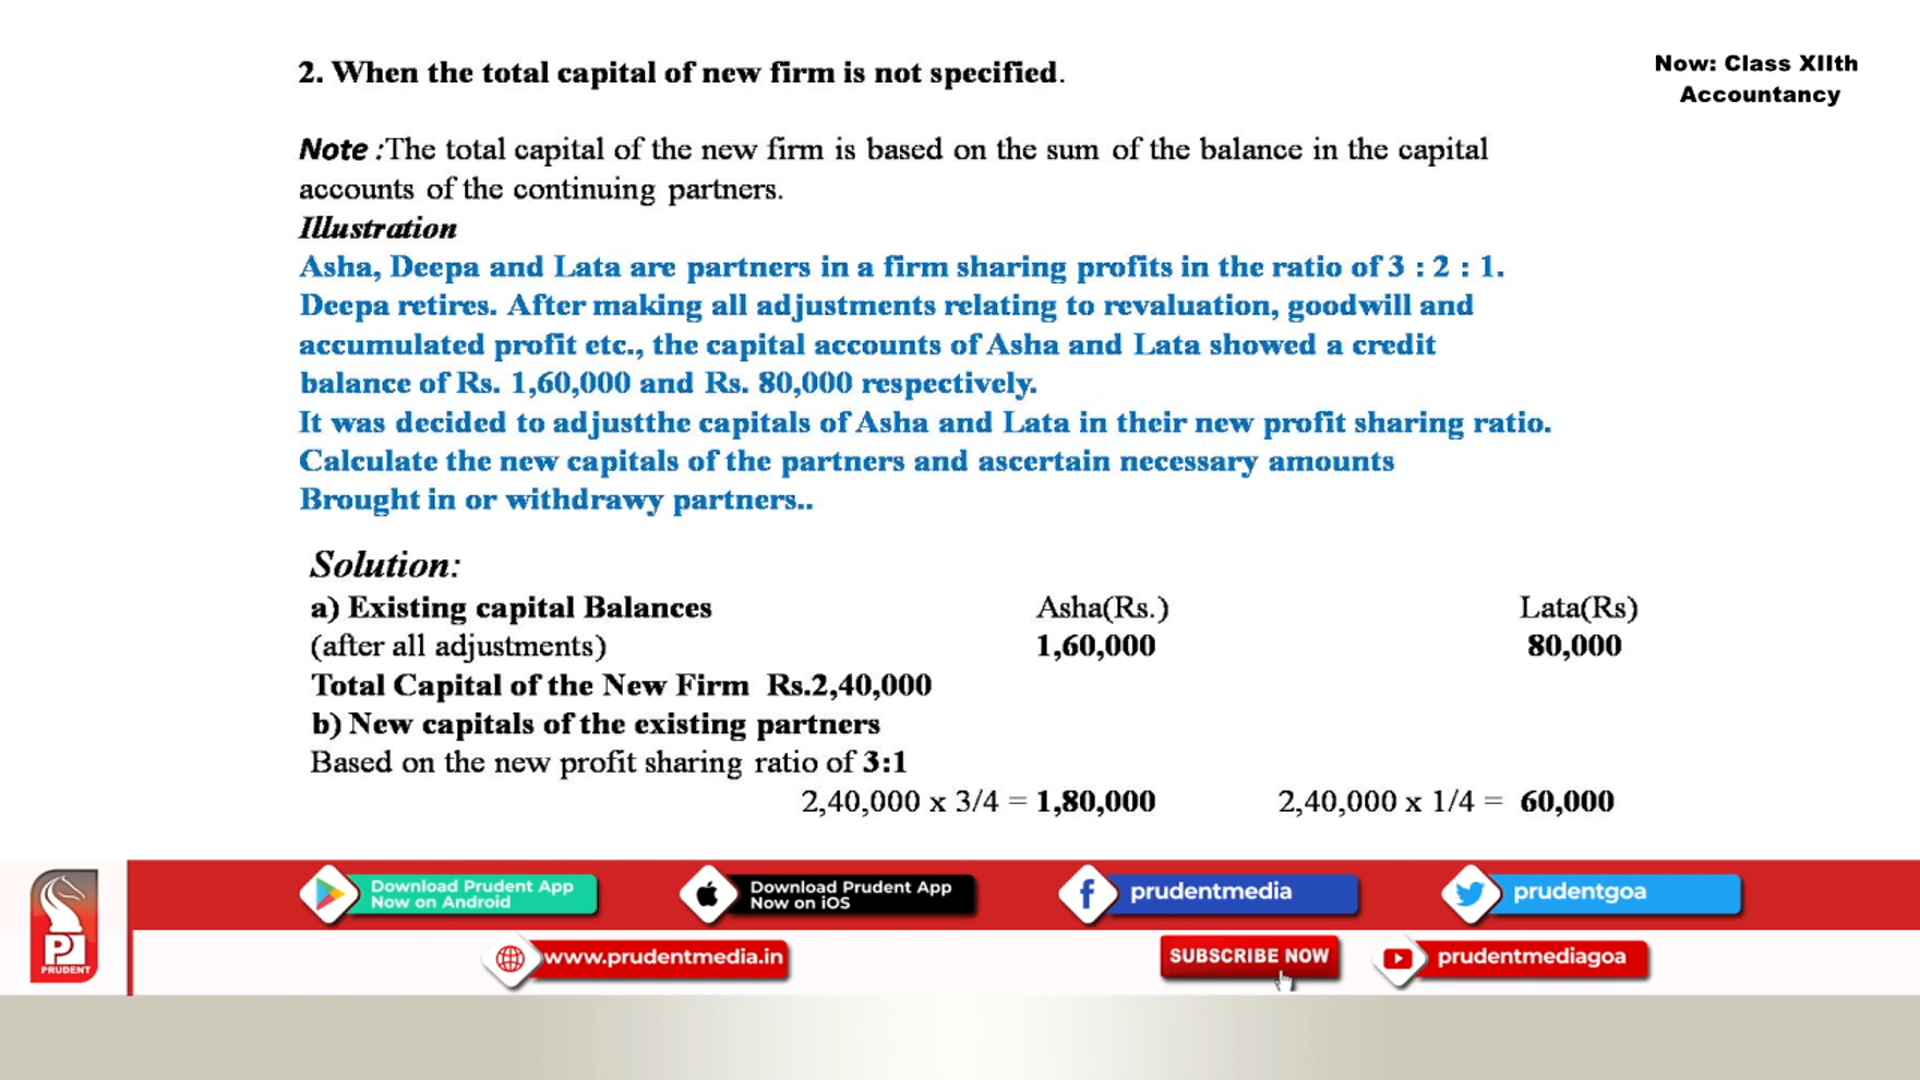 2. When the total capital of new firm is not specified.
Now: Class XIIth
Accountancy
Note :The total capital of the new firm is based on the sum of the balance in the capital
accounts of the continuing partners.
Illustration
Asha, Deepa and Lata are partners in a firm sharing profits in the ratio of 3 : 2 : 1.
Deepa retires. After making all adjustments relating to revaluation, goodwill and
accumulated profit etc., the capital accounts of Asha and Lata showed a credit
balance of Rs. 1,60,000 and Rs. 80,000 respectively.
It was decided to adjustthe capitals of Asha and Lata in their new profit sharing ratio.
Calculate the new capitals of the partners and ascertain necessary amounts
Brought in or withdrawy partners..
Solution:
a) Existing capital Balances Asha(Rs.) Lata(Rs)
(after all adjustments) 1,60,000 80,000
Total Capital of the New Firm Rs.2,40,000
b) New capitals of the existing partners
Based on the new profit sharing ratio of 3:1
2,40,000 x 3/4 = 1,80,000 2,40,000 x 1/4 = 60,000
Download Prudent App
Now on Android
Download Prudent App
Now on iOS
prudentmedia
prudentgoa
PRUDENT
www.prudentmedia.in
SUBSCRIBE NOW
prudentmediagoa